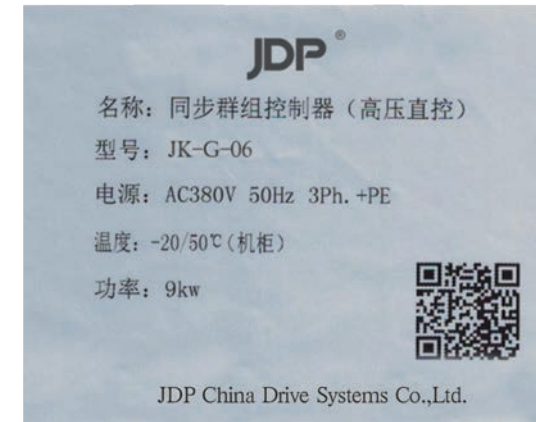 JDP®
名称：同步群组控制器（高压直控）
型号：JK-G-06
电源：AC380V 50Hz 3Ph.+PE
温度：-20/50℃（机柜）
功率：9kw
JDP China Drive Systems Co.,Ltd.